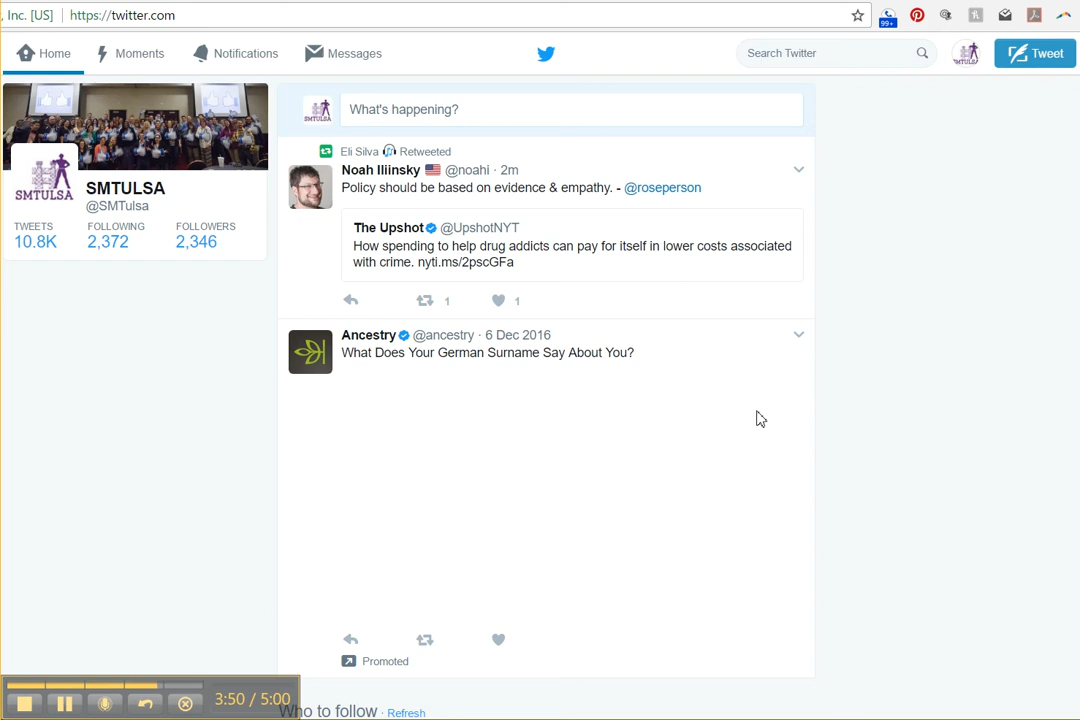 , Inc. [US] https://twitter.com
99+
Home Moments Notifications Messages Search Twitter Tweet
What's happening?
SMTULSA
Eli Silva Retweeted
Noah Iliinsky @noahi · 2m
Policy should be based on evidence & empathy. - @roseperson
SMTULSA
SMTULSA
@SMTulsa
TWEETS FOLLOWING FOLLOWERS
10.8K 2,372 2,346
The Upshot @UpshotNYT
How spending to help drug addicts can pay for itself in lower costs associated
with crime. nyti.ms/2pscGFa
1 1
Ancestry @ancestry · 6 Dec 2016
What Does Your German Surname Say About You?
Promoted
3:50 / 5:00
Who to follow · Refresh